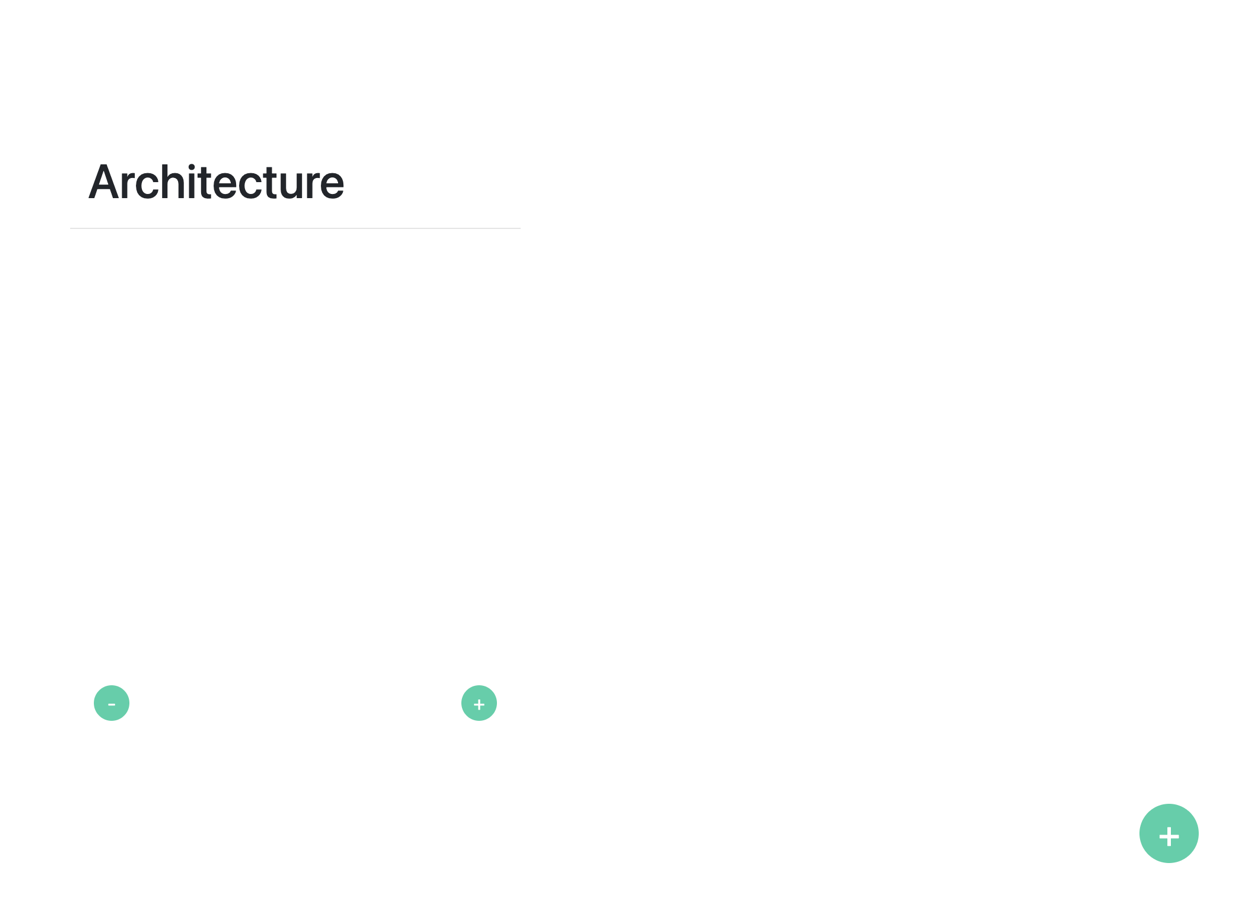 Architecture
- +
+